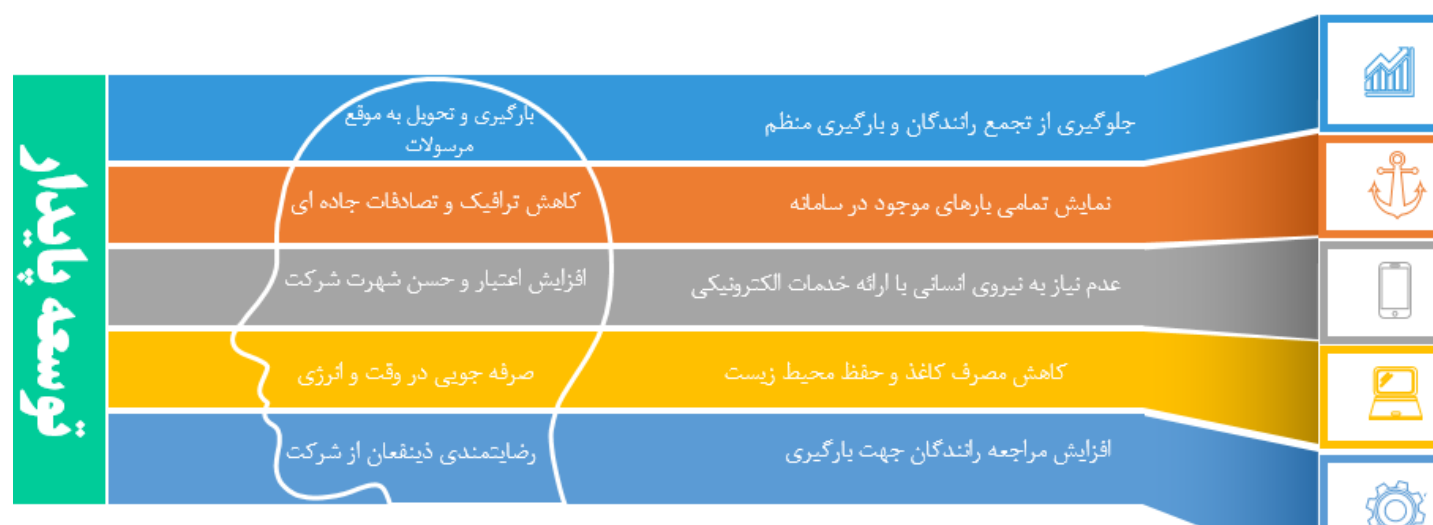 جلوگیری از تجمع رانندگان و بارگیری منظم
بارگیری و تحویل به موقع
مرسولات
نمایش تمامی بارهای موجود در سامانه
کاهش ترافیک و تصادفات جاده ای
عدم نیاز به نیروی انسانی با ارائه خدمات الکترونیکی
افزایش اعتبار و حسن شهرت شرکت
کاهش مصرف کاغذ و حفظ محیط زیست
صرفه جویی در وقت و انرژی
افزایش مراجعه رانندگان جهت بارگیری
رضایتمندی ذینفعان از شرکت
توسعه پایدار